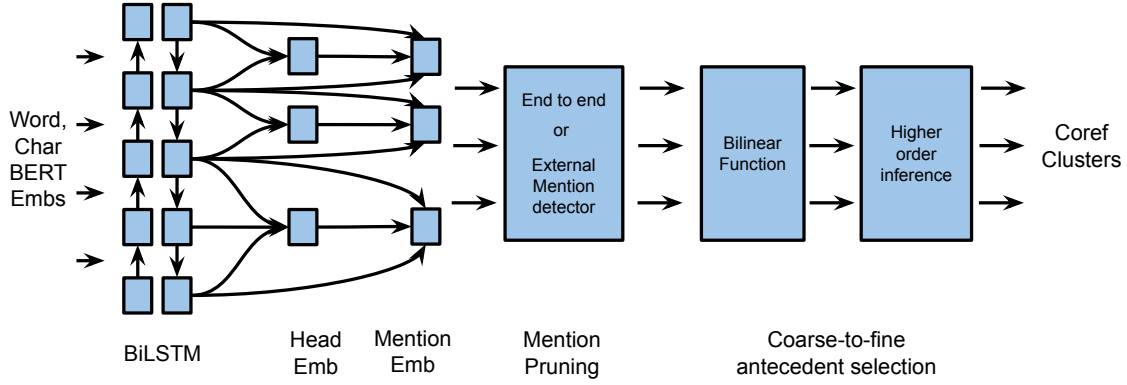 Word,
Char
BERT
Embs
End to end
or
External
Mention
detector
Bilinear
Function
Higher
order
inference
Coref
Clusters
BiLSTM
Head
Emb
Mention
Emb
Mention
Pruning
Coarse-to-fine
antecedent selection